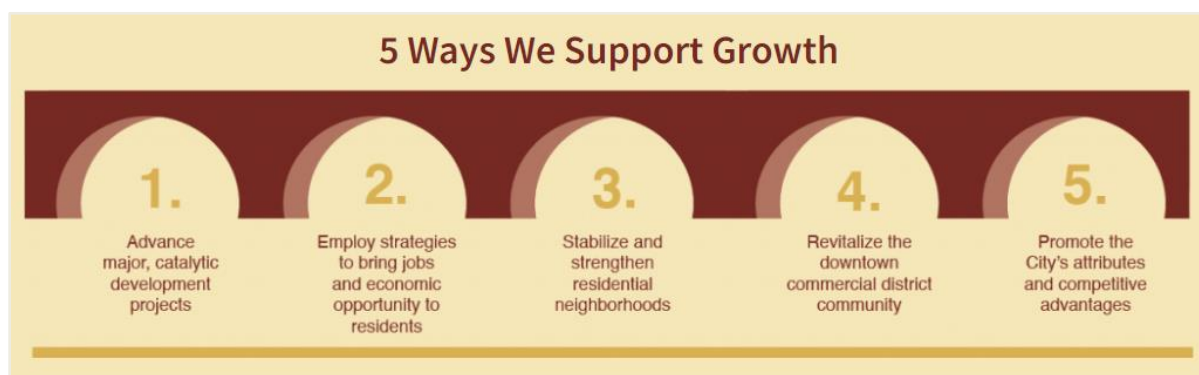 5 Ways We Support Growth
1.
Advance
major, catalytic
development
projects
2.
Employ strategies
to bring jobs
and economic
opportunity to
residents
3.
Stabilize and
strengthen
residential
neighborhoods
4.
Revitalize the
downtown
commercial district
community
5.
Promote the
City's attributes
and competitive
advantages